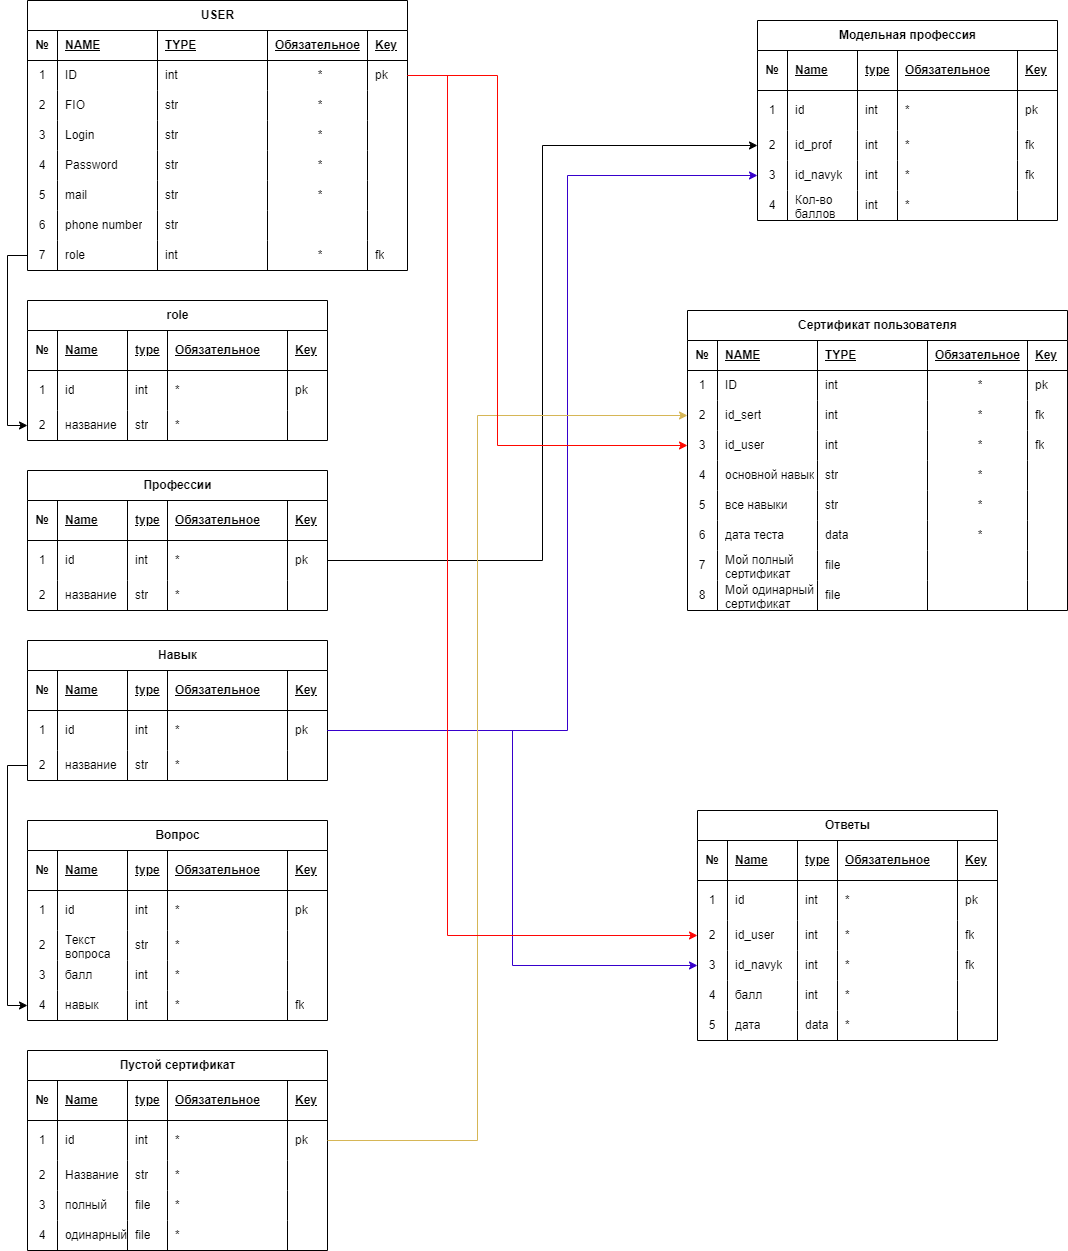 USER
№ NAME TYPE Обязательное Key
1 ID int * pk
2 FIO str *
3 Login str *
4 Password str *
5 mail str *
6 phone number str
7 role int * fk
role
№ Name type Обязательное Key
1 id int * pk
2 название str *
Профессии
№ Name type Обязательное Key
1 id int * pk
2 название str *
Навык
№ Name type Обязательное Key
1 id int * pk
2 название str *
Вопрос
№ Name type Обязательное Key
1 id int * pk
2 Текст
вопроса str *
3 балл int *
4 навык int * fk
Пустой сертификат
№ Name type Обязательное Key
1 id int * pk
2 Название str *
3 полный file *
4 одинарный file *
Модельная профессия
№ Name type Обязательное Key
1 id int * pk
2 id_prof int * fk
3 id_navyk int * fk
4 Кол-во
баллов int *
Сертификат пользователя
№ NAME TYPE Обязательное Key
1 ID int * pk
2 id_sert int * fk
3 id_user int * fk
4 основной навык str *
5 все навыки str *
6 дата теста data *
7 Мой полный
сертификат file
8 Мой одинарный
сертификат file
Ответы
№ Name type Обязательное Key
1 id int * pk
2 id_user int * fk
3 id_navyk int * fk
4 балл int *
5 дата data *